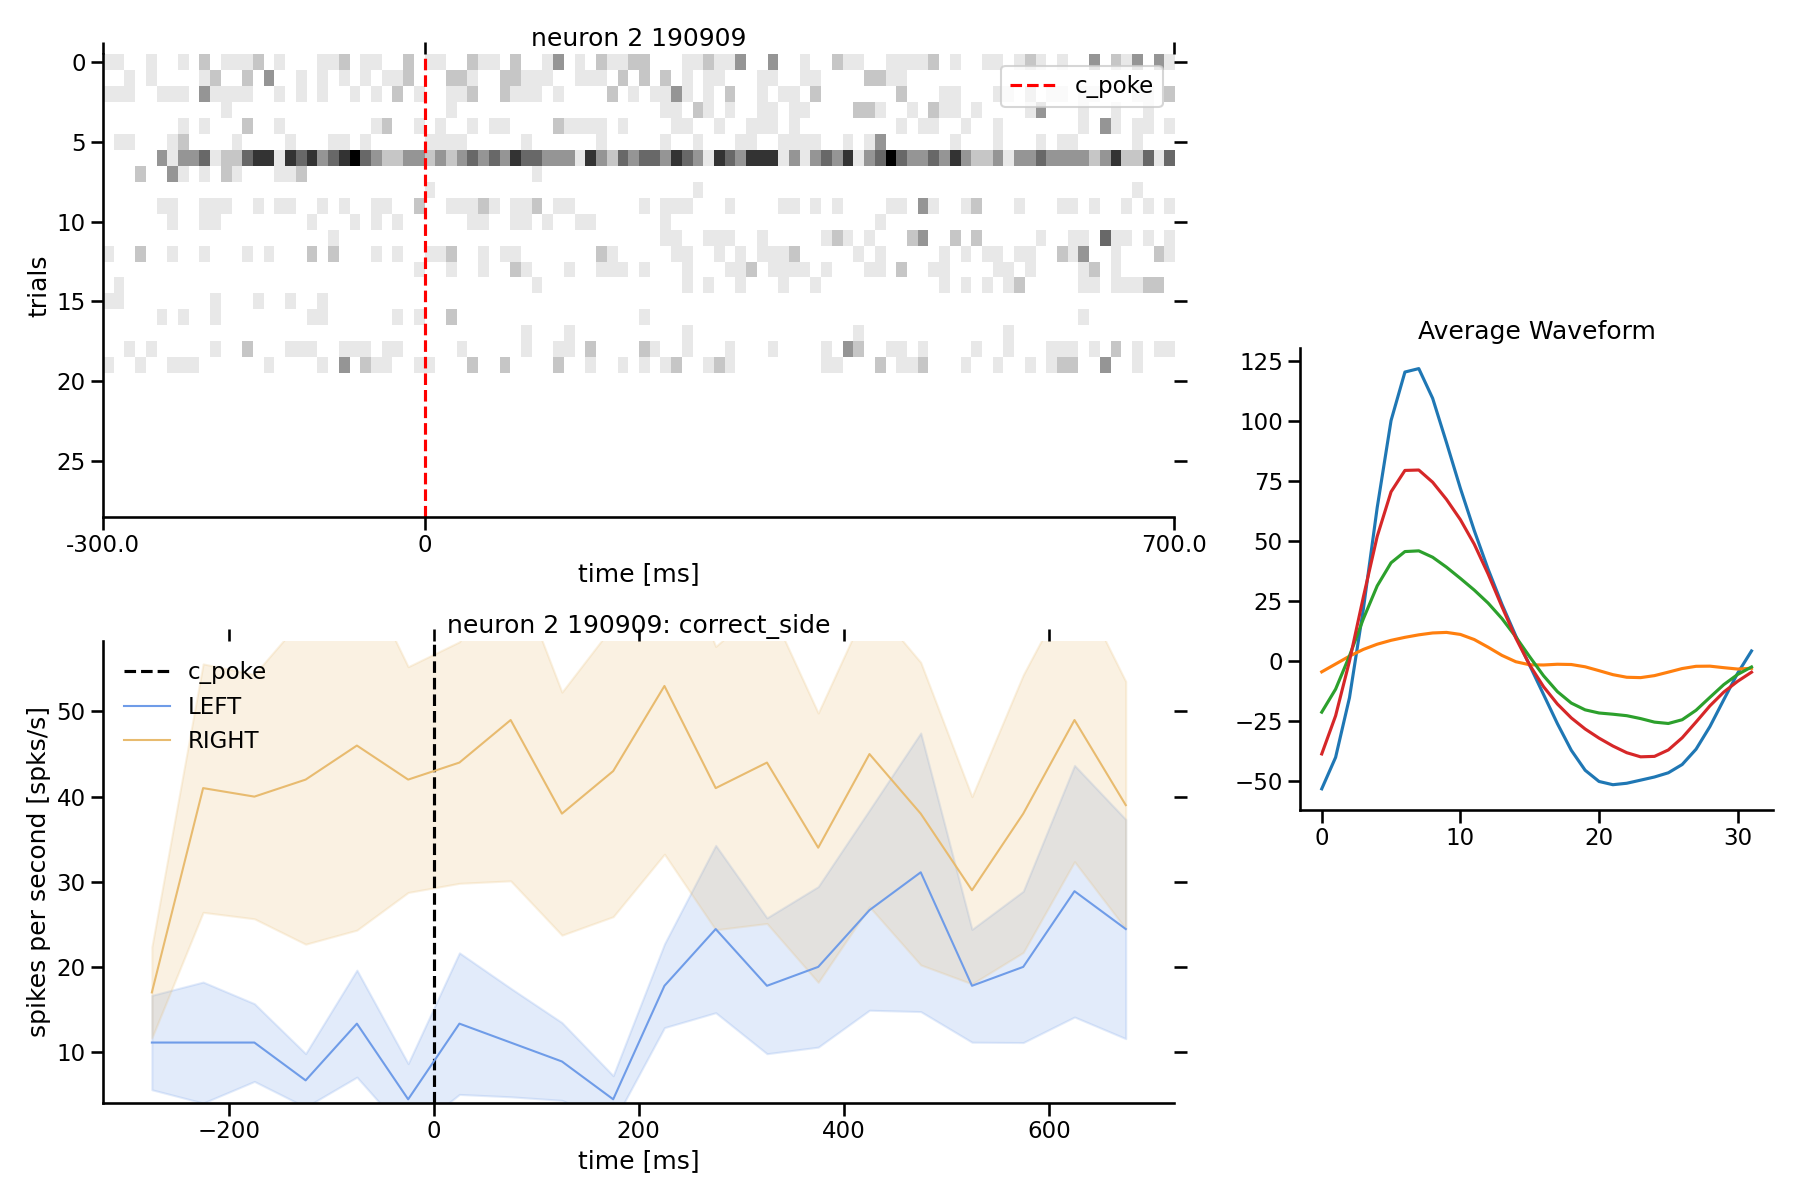 neuron 2 190909
0
5
10
15
20
25
trials
c_poke
-300.0
0
700.0
time [ms]
neuron 2 190909: correct_side
c_poke
LEFT
RIGHT
50
40
30
20
10
spikes per second [spks/s]
−200
0
200
400
600
time [ms]
Average Waveform
125
100
75
50
25
0
−25
−50
0
10
20
30